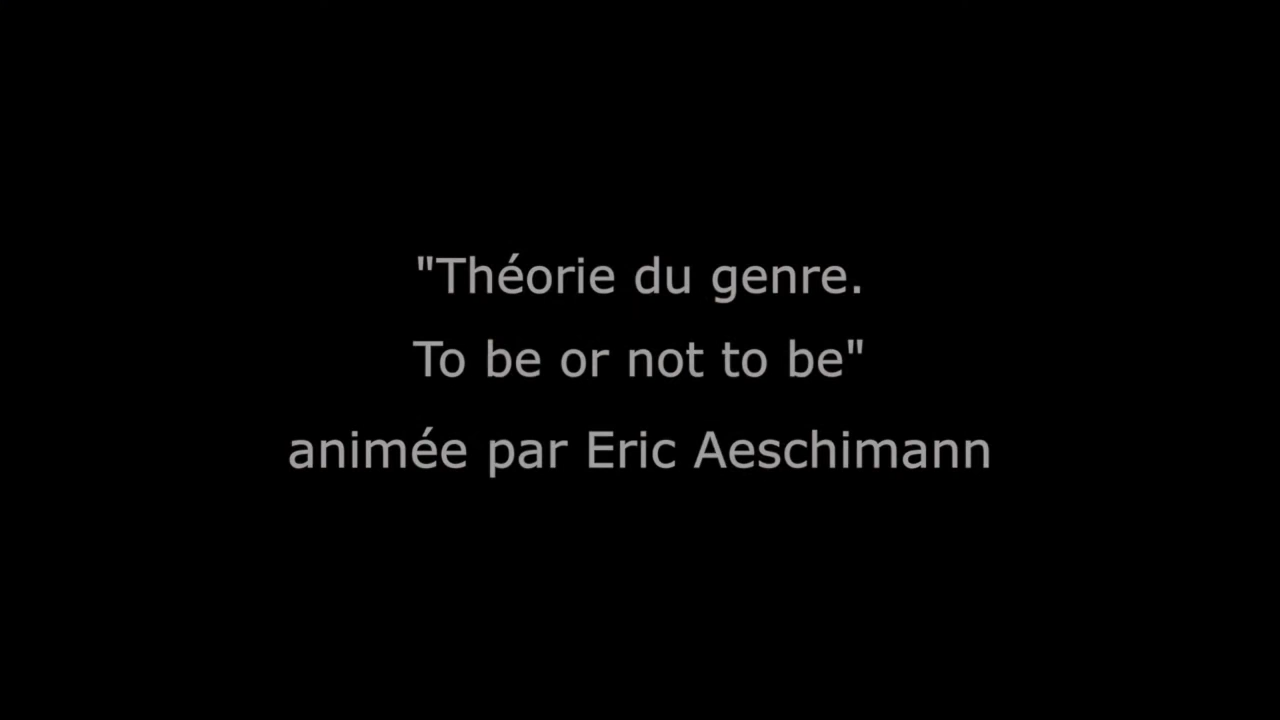 "Théorie du genre.
To be or not to be"
animée par Eric Aeschimann